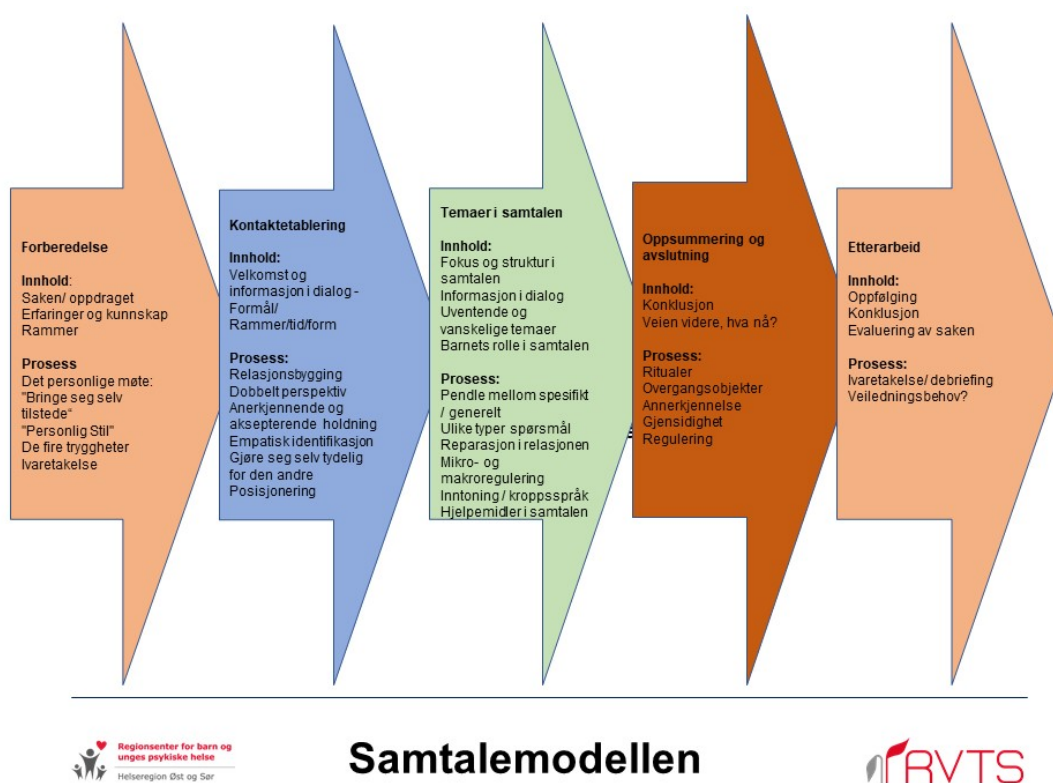 Forberedelse
Innhold:
Saken/ oppdraget
Erfaringer og kunnskap
Rammer
Prosess
Det personlige møte:
"Bringe seg selv
tilstede"
"Personlig Stil"
De fire tryggheter
Ivaretakelse
Kontaktetablering
Innhold:
Velkomst og
informasjon i dialog -
Formål/
Rammer/tid/form
Prosess:
Relasjonsbygging
Dobbelt perspektiv
Anerkjennende og
aksepterende holdning
Empatisk identifikasjon
Gjøre seg selv tydelig
for den andre
Posisjonering
Temaer i samtalen
Innhold:
Fokus og struktur i
samtalen
Informasjon i dialog
Uventende og
vanskelige temaer
Barnets rolle i samtalen
Prosess:
Pendle mellom spesifikt
/ generelt
Ulike typer spørsmål
Reparasjon i relasjonen
Mikro- og
makroregulering
Inntoning / kroppsspråk
Hjelpemidler i samtalen
Oppsummering og
avslutning
Innhold:
Konklusjon
Veien videre, hva nå?
Prosess:
Ritualer
Overgangsobjekter
Annerkjennelse
Gjensidighet
Regulering
Etterarbeid
Innhold:
Oppfølging
Konklusjon
Evaluering av saken
Prosess:
Ivaretakelse/ debriefing
Veiledningsbehov?
Regionsenter for barn og
unges psykiske helse
Helseregion Øst og Sør
Samtalemodellen
RVTS